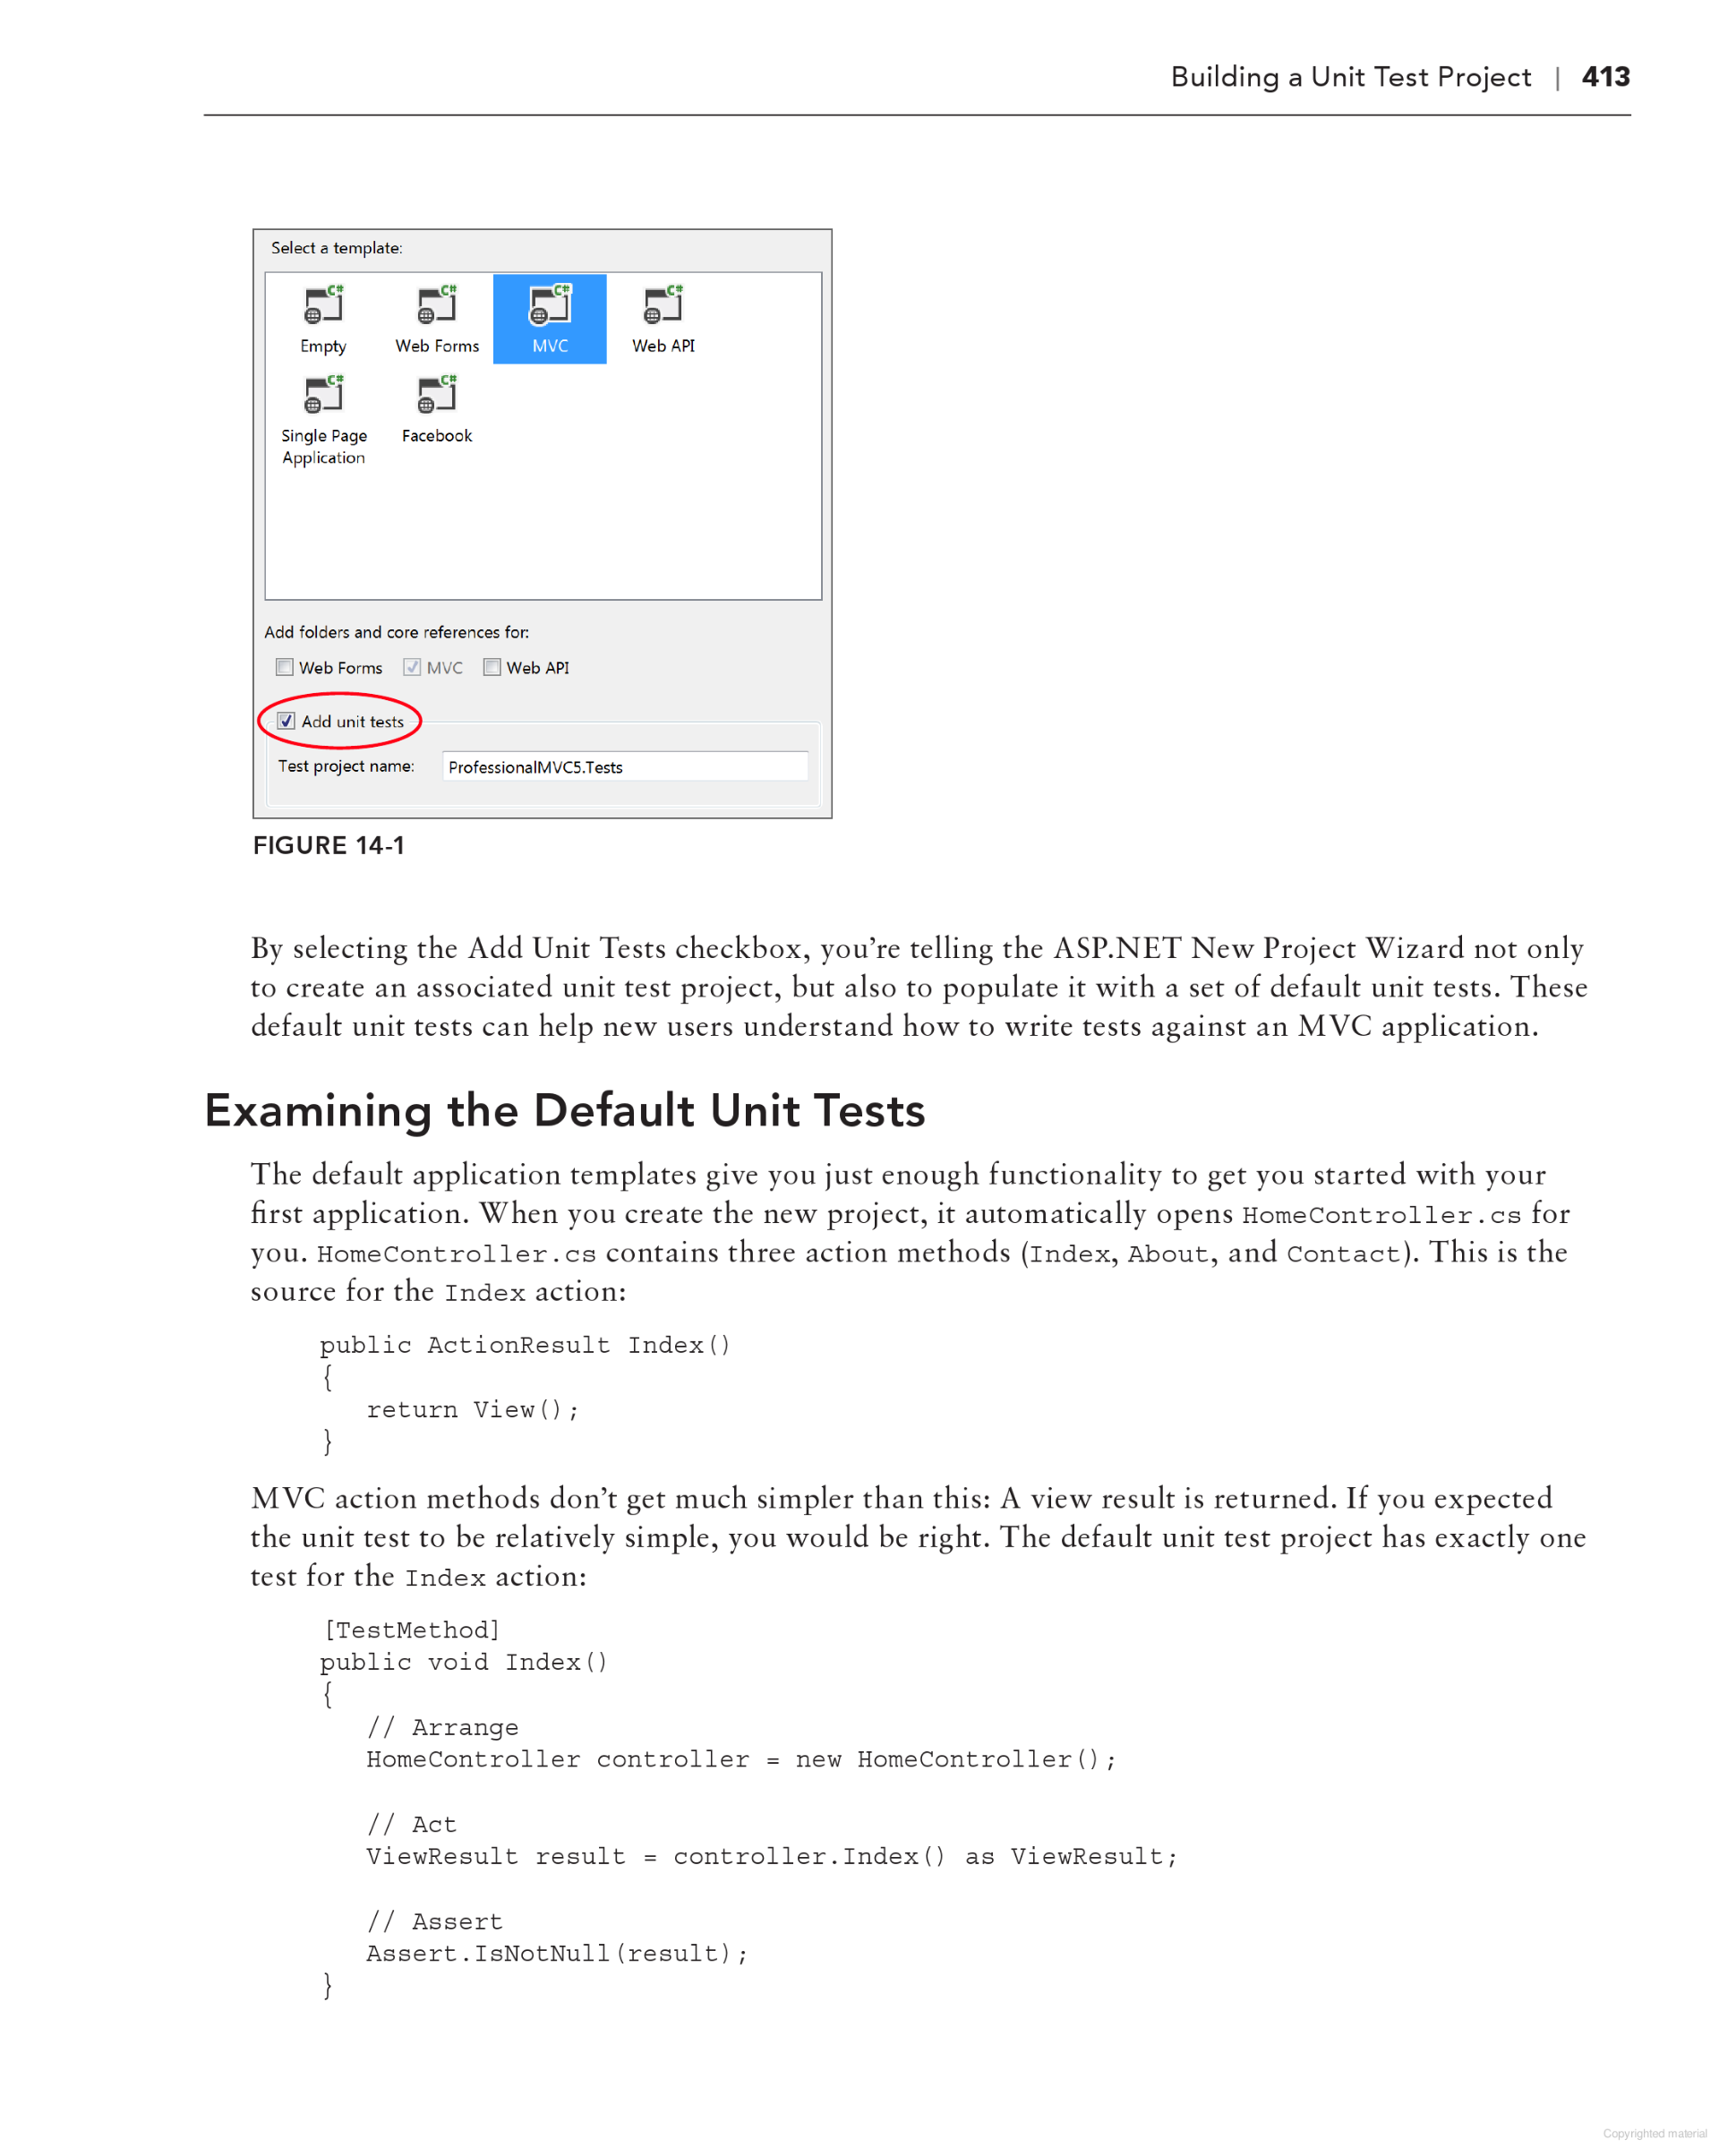 Building a Unit Test Project | 413
Select a template:
C# C# C# C#
Empty Web Forms MVC Web API
C# C#
Single Page Facebook
Application
Add folders and core references for:
Web Forms MVC Web API
Add unit tests
Test project name: ProfessionalMVC5.Tests
FIGURE 14-1
By selecting the Add Unit Tests checkbox, you’re telling the ASP.NET New Project Wizard not only
to create an associated unit test project, but also to populate it with a set of default unit tests. These
default unit tests can help new users understand how to write tests against an MVC application.
Examining the Default Unit Tests
The default application templates give you just enough functionality to get you started with your
first application. When you create the new project, it automatically opens HomeController.cs for
you. HomeController.cs contains three action methods (Index, About, and Contact). This is the
source for the Index action:
public ActionResult Index()
{
return View();
}
MVC action methods don’t get much simpler than this: A view result is returned. If you expected
the unit test to be relatively simple, you would be right. The default unit test project has exactly one
test for the Index action:
[TestMethod]
public void Index()
{
// Arrange
HomeController controller = new HomeController();
// Act
ViewResult result = controller.Index() as ViewResult;
// Assert
Assert.IsNotNull(result);
}
Copyrighted material